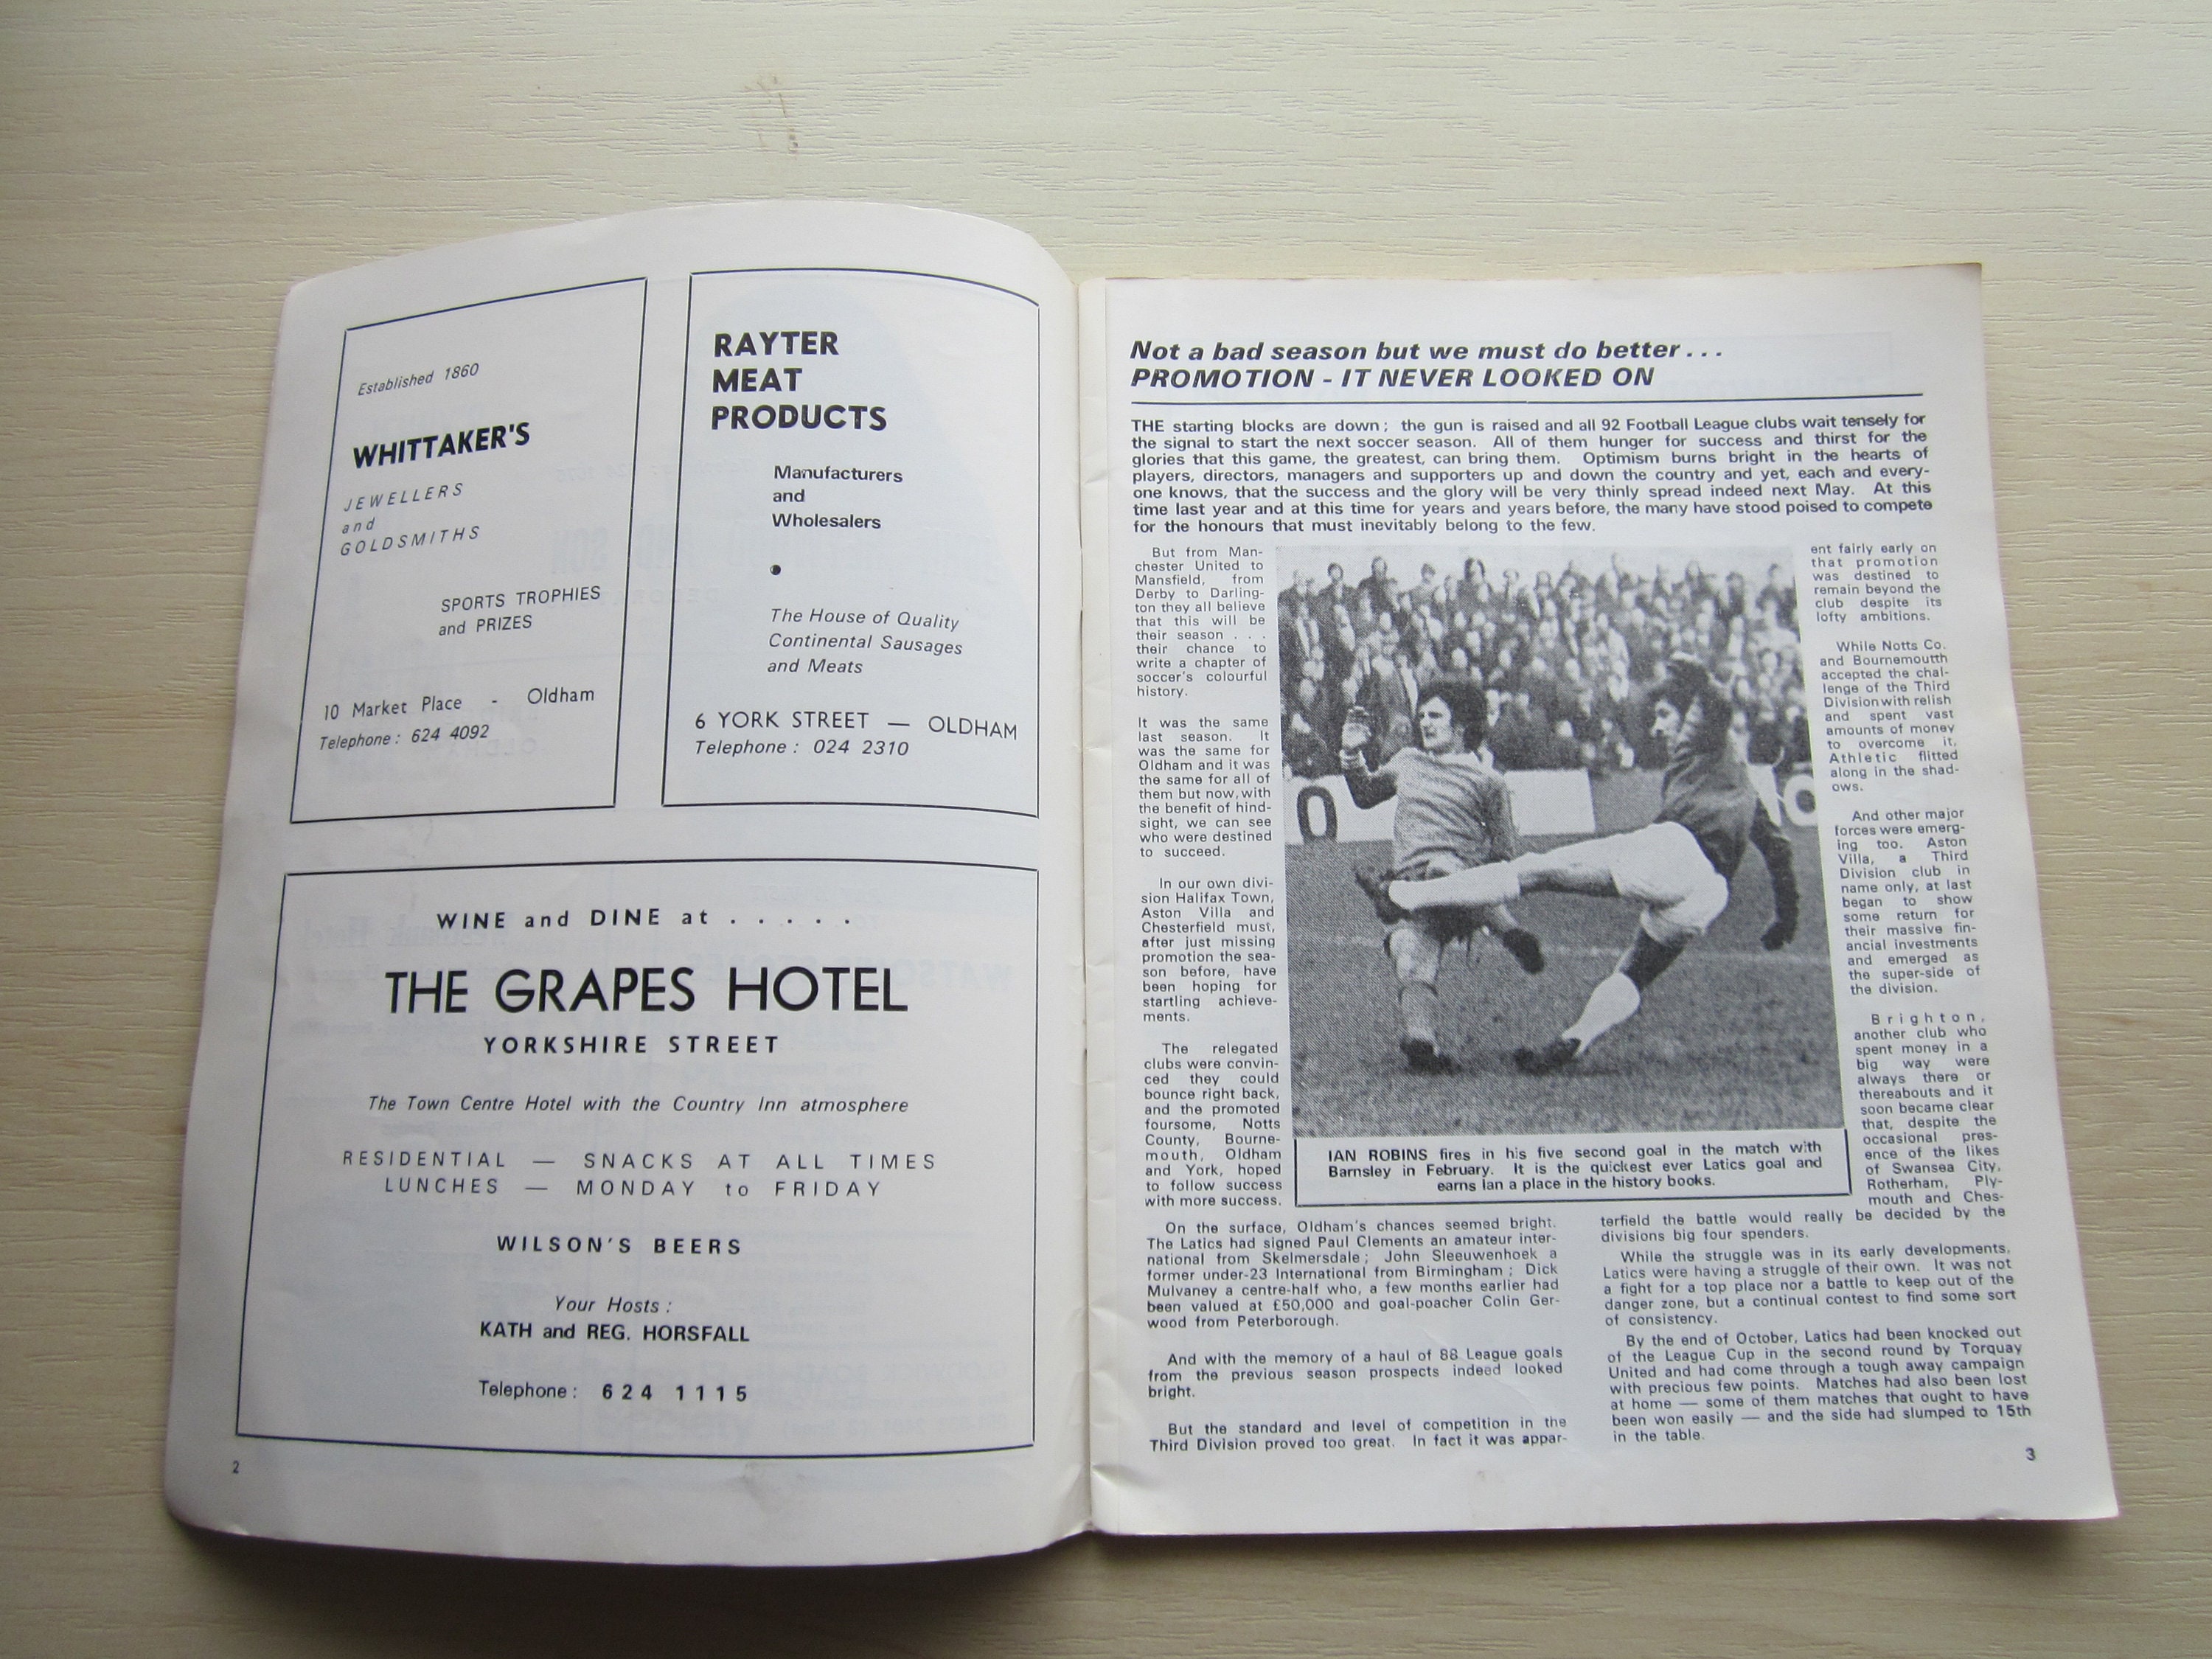 Established 1860
WHITTAKER'S
JEWELLERS
and
GOLDSMITHS
SPORTS TROPHIES
and PRIZES
10 Market Place - Oldham
Telephone : 624 4092
RAYTER
MEAT
PRODUCTS
Manufacturers
and
Wholesalers
The House of Quality
Continental Sausages
and Meats
6 YORK STREET — OLDHAM
Telephone : 024 2310
WINE and DINE at . . . . .
THE GRAPES HOTEL
YORKSHIRE STREET
The Town Centre Hotel with the Country Inn atmosphere
RESIDENTIAL — SNACKS AT ALL TIMES
LUNCHES — MONDAY to FRIDAY
WILSON'S BEERS
Your Hosts :
KATH and REG. HORSFALL
Telephone : 624 1115
2
Not a bad season but we must do better . . .
PROMOTION - IT NEVER LOOKED ON
THE starting blocks are down ; the gun is raised and all 92 Football League clubs wait tensely for
the signal to start the next soccer season. All of them hunger for success and thirst for the
glories that this game, the greatest, can bring them. Optimism burns bright in the hearts of
players, directors, managers and supporters up and down the country and yet, each and every-
one knows, that the success and the glory will be very thinly spread indeed next May. At this
time last year and at this time for years and years before, the many have stood poised to compete
for the honours that must inevitably belong to the few.
But from Man-
chester United to
Mansfield, from
Derby to Darling-
ton they all believe
that this will be
their season . . .
their chance to
write a chapter of
soccer's colourful
history.
It was the same
last season. It
was the same for
Oldham and it was
the same for all of
them but now, with
the benefit of hind-
sight, we can see
who were destined
to succeed.
In our own divi-
sion Halifax Town,
Aston Villa and
Chesterfield must,
after just missing
promotion the sea-
son before, have
been hoping for
startling achieve-
ments.
The relegated
clubs were convin-
ced they could
bounce right back,
and the promoted
foursome, Notts
County, Bourne-
mouth, Oldham
and York, hoped
to follow success
with more success.
On the surface, Oldham's chances seemed bright.
The Latics had signed Paul Clements an amateur inter-
national from Skelmersdale ; John Sleeuwenhoek a
former under-23 International from Birmingham ; Dick
Mulvaney a centre-half who, a few months earlier had
been valued at £50,000 and goal-poacher Colin Ger-
wood from Peterborough.
And with the memory of a haul of 88 League goals
from the previous season prospects indeed looked
bright.
But the standard and level of competition in the
Third Division proved too great. In fact it was appar-
O
IAN ROBINS fires in his five second goal in the match with
Barnsley in February. It is the quickest ever Latics goal and
earns Ian a place in the history books.
ent fairly early on
that promotion
was destined to
remain beyond the
club despite its
lofty ambitions.
While Notts Co.
and Bournemoutth
accepted the chal-
lenge of the Third
Division with relish
and spent vast
amounts of money
to overcome it,
Athletic flitted
along in the shad-
ows.
And other major
forces were emerg-
ing too. Aston
Villa, a Third
Division club in
name only, at last
began to show
some return for
their massive fin-
ancial investments
and emerged as
the super-side of
the division.
Brighton,
another club who
spent money in a
big way were
always there or
thereabouts and it
soon became clear
that, despite the
occasional pres-
ence of the likes
of Swansea City,
Rotherham, Ply-
mouth and Ches-
terfield the battle would really be decided by the
divisions big four spenders.
While the struggle was in its early developments,
Latics were having a struggle of their own. It was not
a fight for a top place nor a battle to keep out of the
danger zone, but a continual contest to find some sort
of consistency.
By the end of October, Latics had been knocked out
of the League Cup in the second round by Torquay
United and had come through a tough away campaign
with precious few points. Matches had also been lost
at home — some of them matches that ought to have
been won easily — and the side had slumped to 15th
in the table.
3